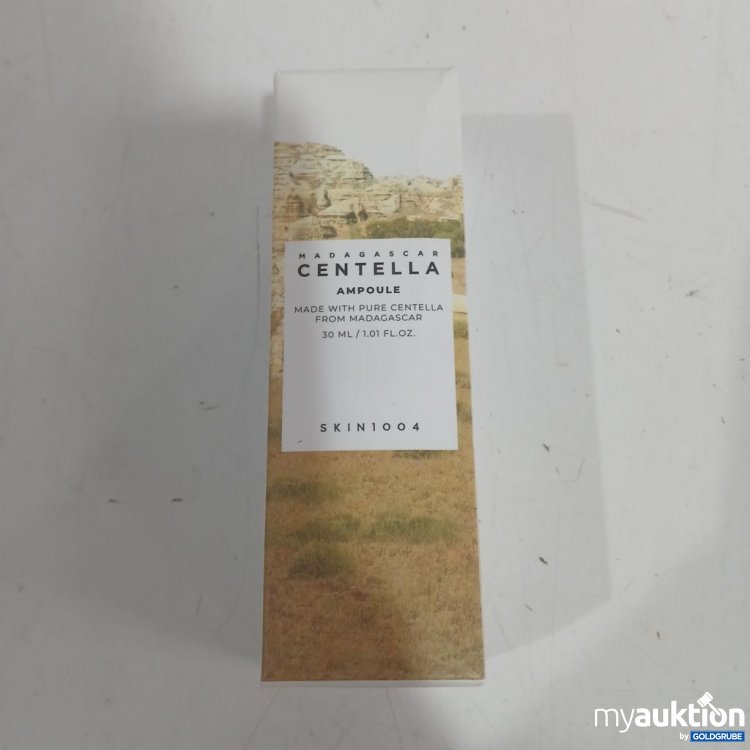 MADAGASCAR
CENTELLA
AMPOULE
MADE WITH PURE CENTELLA
FROM MADAGASCAR
30 ML / 1.01 FL.OZ.
SKIN1004
myauktion
by GOLDGRUBE